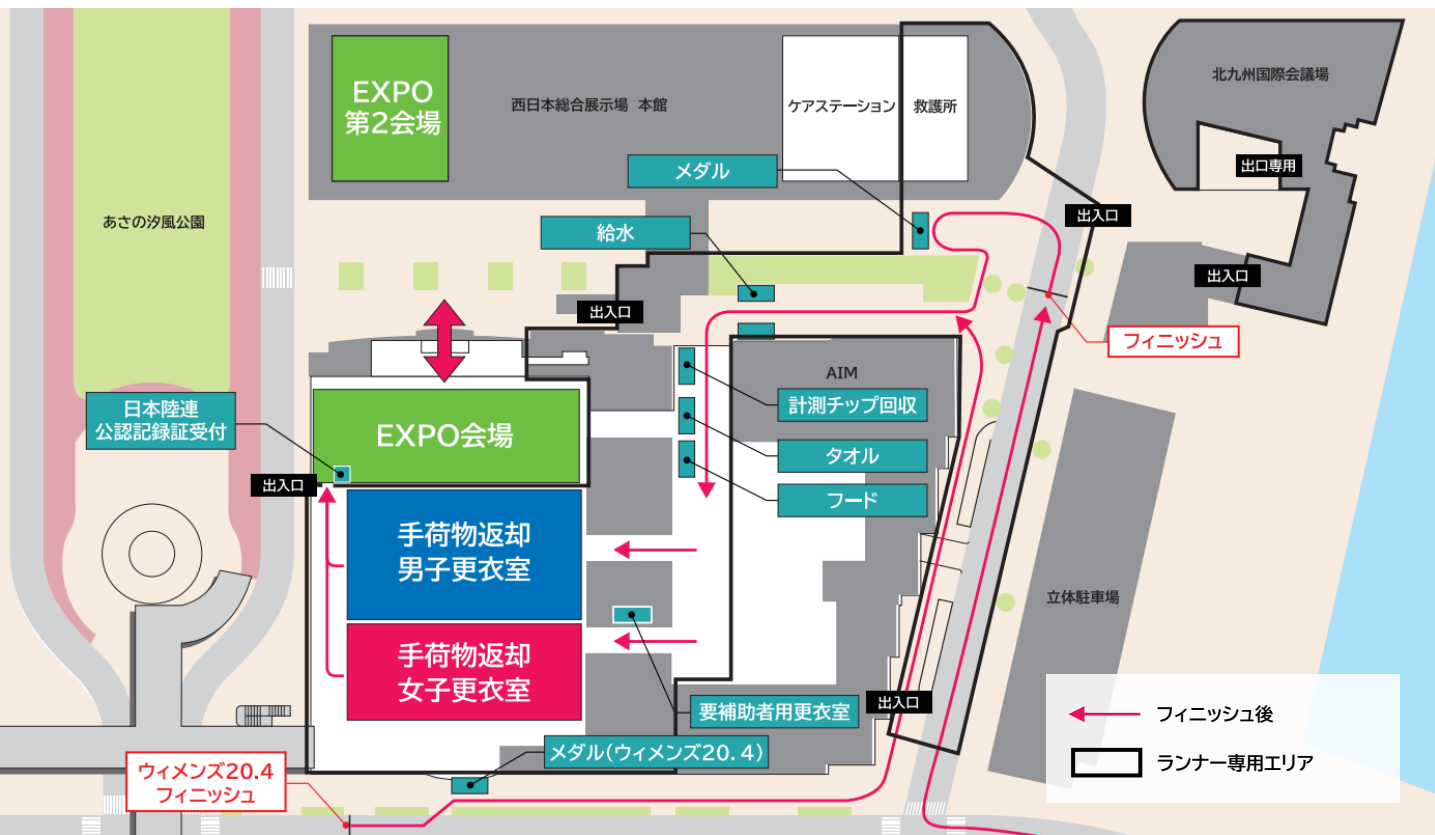 EXPO
第2会場
西日本総合展示場 本館
ケアステーション
救護所
北九州国際会議場
出口専用
メダル
出入口
あさの汐風公園
給水
出入口
出入口
フィニッシュ
AIM
日本陸連
公認記録証受付
EXPO会場
計測チップ回収
タオル
フード
出入口
手荷物返却
男子更衣室
立体駐車場
手荷物返却
女子更衣室
要補助者用更衣室
出入口
メダル(ウィメンズ20.4)
ウィメンズ20.4
フィニッシュ
フィニッシュ後
ランナー専用エリア